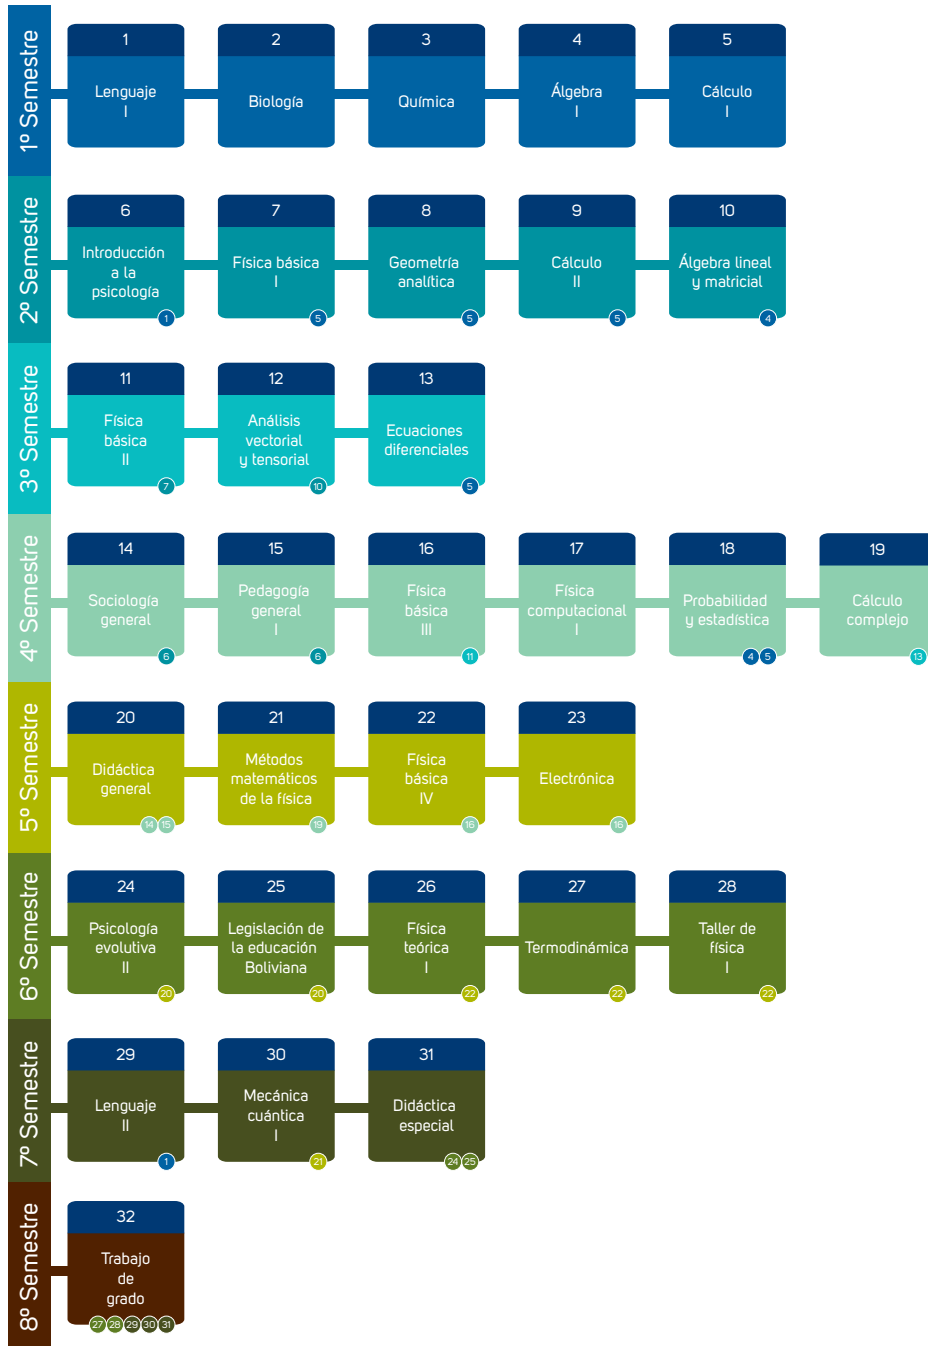 1º Semestre
1
Lenguaje
I
2
Biología
3
Química
4
Álgebra
I
5
Cálculo
I
2º Semestre
6
Introducción
a la
psicología
1
7
Física básica
I
5
8
Geometría
analítica
5
9
Cálculo
II
5
10
Álgebra lineal
y matricial
4
3º Semestre
11
Física
básica
II
7
12
Análisis
vectorial
y tensorial
10
13
Ecuaciones
diferenciales
5
4º Semestre
14
Sociología
general
6
15
Pedagogía
general
I
6
16
Física
básica
III
11
17
Física
computacional
I
18
Probabilidad
y estadística
4 5
19
Cálculo
complejo
13
5º Semestre
20
Didáctica
general
14 15
21
Métodos
matemáticos
de la física
19
22
Física
básica
IV
16
23
Electrónica
16
6º Semestre
24
Psicología
evolutiva
II
20
25
Legislación de
la educación
Boliviana
20
26
Física
teórica
I
22
27
Termodinámica
22
28
Taller de
física
I
22
7º Semestre
29
Lenguaje
II
1
30
Mecánica
cuántica
I
21
31
Didáctica
especial
24 25
8º Semestre
32
Trabajo
de
grado
27 28 29 30 31